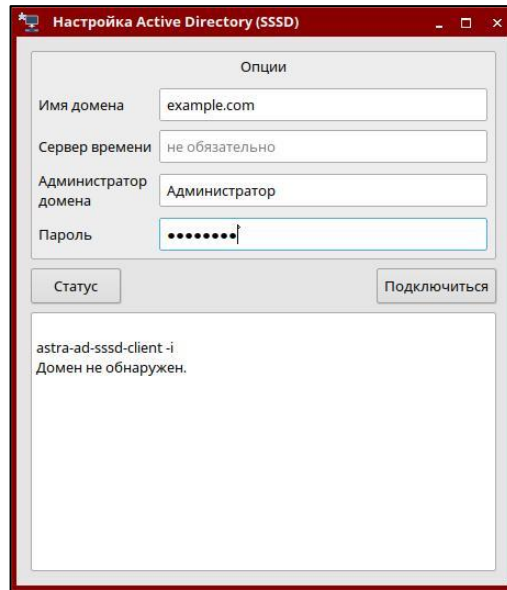 Настройка Active Directory (SSSD)
Опции
Имя домена example.com
Сервер времени не обязательно
Администратор
домена Администратор
Пароль ••••••••
Статус Подключиться
astra-ad-sssd-client -i
Домен не обнаружен.